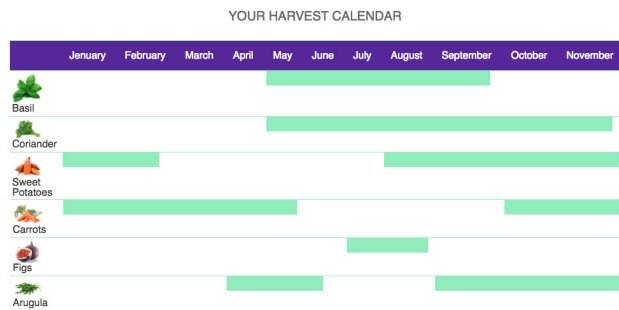 YOUR HARVEST CALENDAR
Jenuary February March April May June July August September October November
Basil
Coriander
Sweet
Potatoes
Carrots
Figs
Arugula